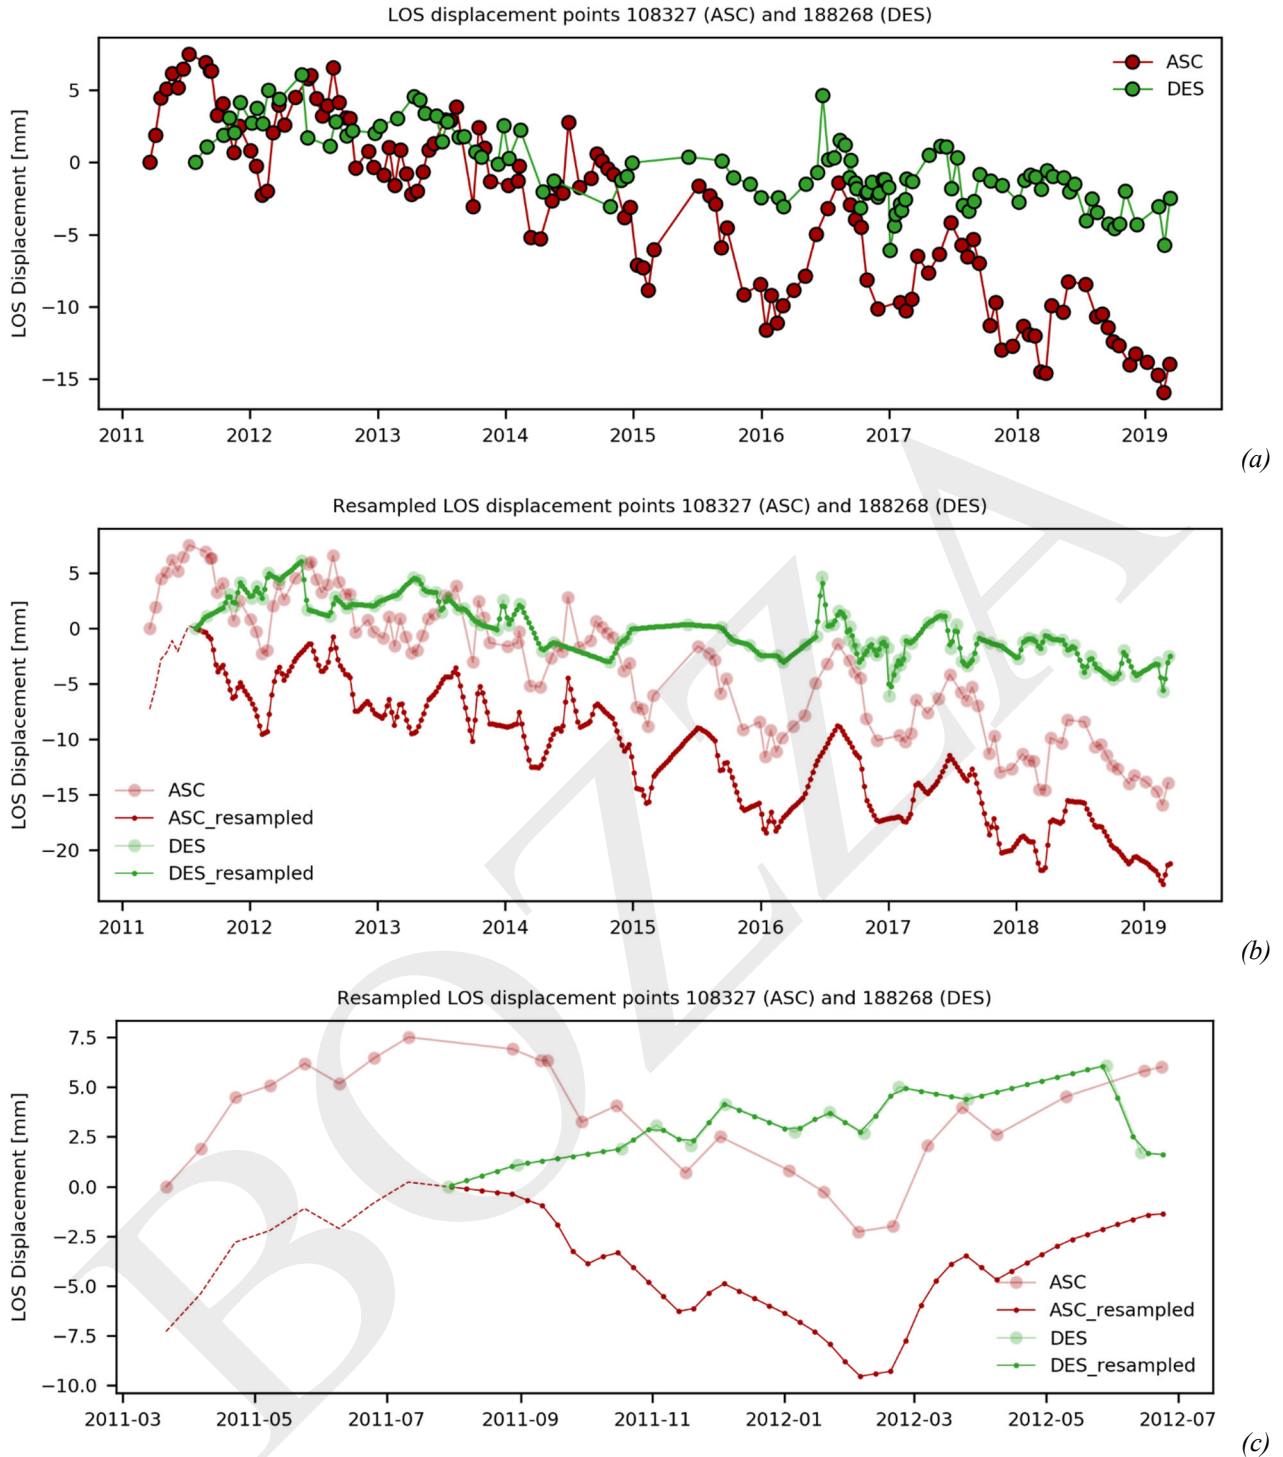 LOS displacement points 108327 (ASC) and 188268 (DES)
LOS Displacement [mm]
5
0
−5
−10
−15
ASC
DES
2011 2012 2013 2014 2015 2016 2017 2018 2019
(a)
Resampled LOS displacement points 108327 (ASC) and 188268 (DES)
LOS Displacement [mm]
5
0
−5
−10
−15
−20
ASC
ASC_resampled
DES
DES_resampled
2011 2012 2013 2014 2015 2016 2017 2018 2019
(b)
Resampled LOS displacement points 108327 (ASC) and 188268 (DES)
LOS Displacement [mm]
7.5
5.0
2.5
0.0
−2.5
−5.0
−7.5
−10.0
ASC
ASC_resampled
DES
DES_resampled
2011-03 2011-05 2011-07 2011-09 2011-11 2012-01 2012-03 2012-05 2012-07
(c)
BOZZA